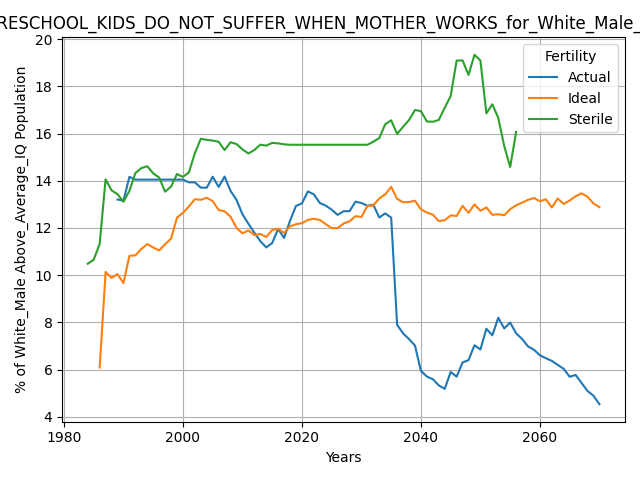 RESCHOOL_KIDS_DO_NOT_SUFFER_WHEN_MOTHER_WORKS_for_White_Male_
20
18
16
14
12
10
8
6
4
% of White_Male Above_Average_IQ Population
Fertility
Actual
Ideal
Sterile
1980
2000
2020
2040
2060
Years